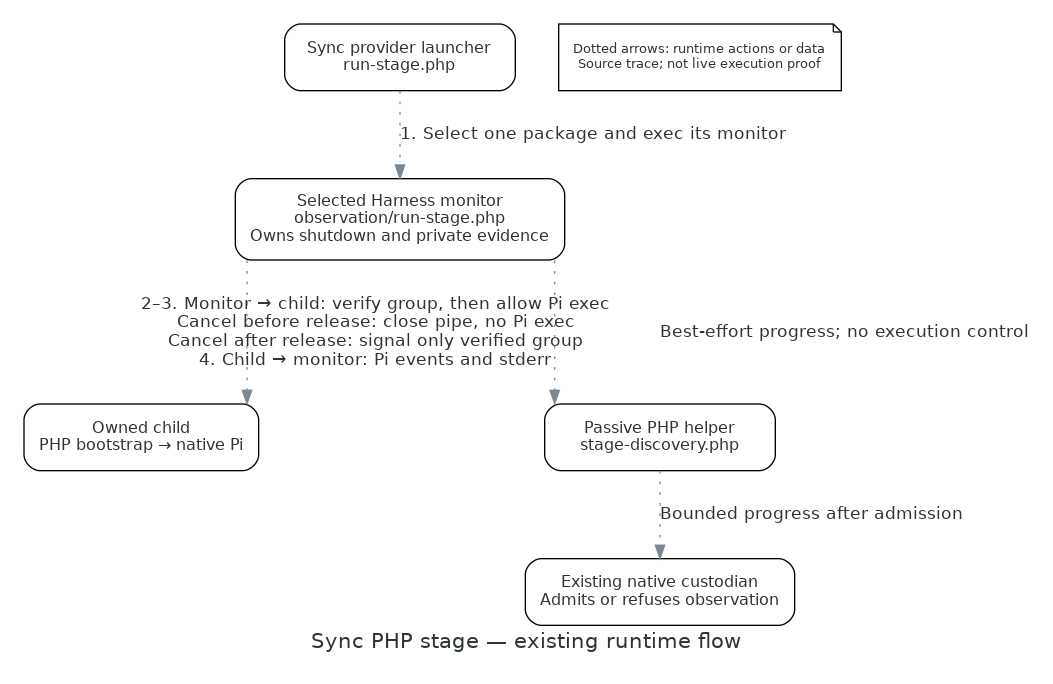 Sync provider launcher
run-stage.php
Dotted arrows: runtime actions or data
Source trace; not live execution proof
1. Select one package and exec its monitor
Selected Harness monitor
observation/run-stage.php
Owns shutdown and private evidence
2–3. Monitor → child: verify group, then allow Pi exec
Cancel before release: close pipe, no Pi exec
Cancel after release: signal only verified group
4. Child → monitor: Pi events and stderr
Best-effort progress; no execution control
Owned child
PHP bootstrap → native Pi
Passive PHP helper
stage-discovery.php
Bounded progress after admission
Existing native custodian
Admits or refuses observation
Sync PHP stage — existing runtime flow